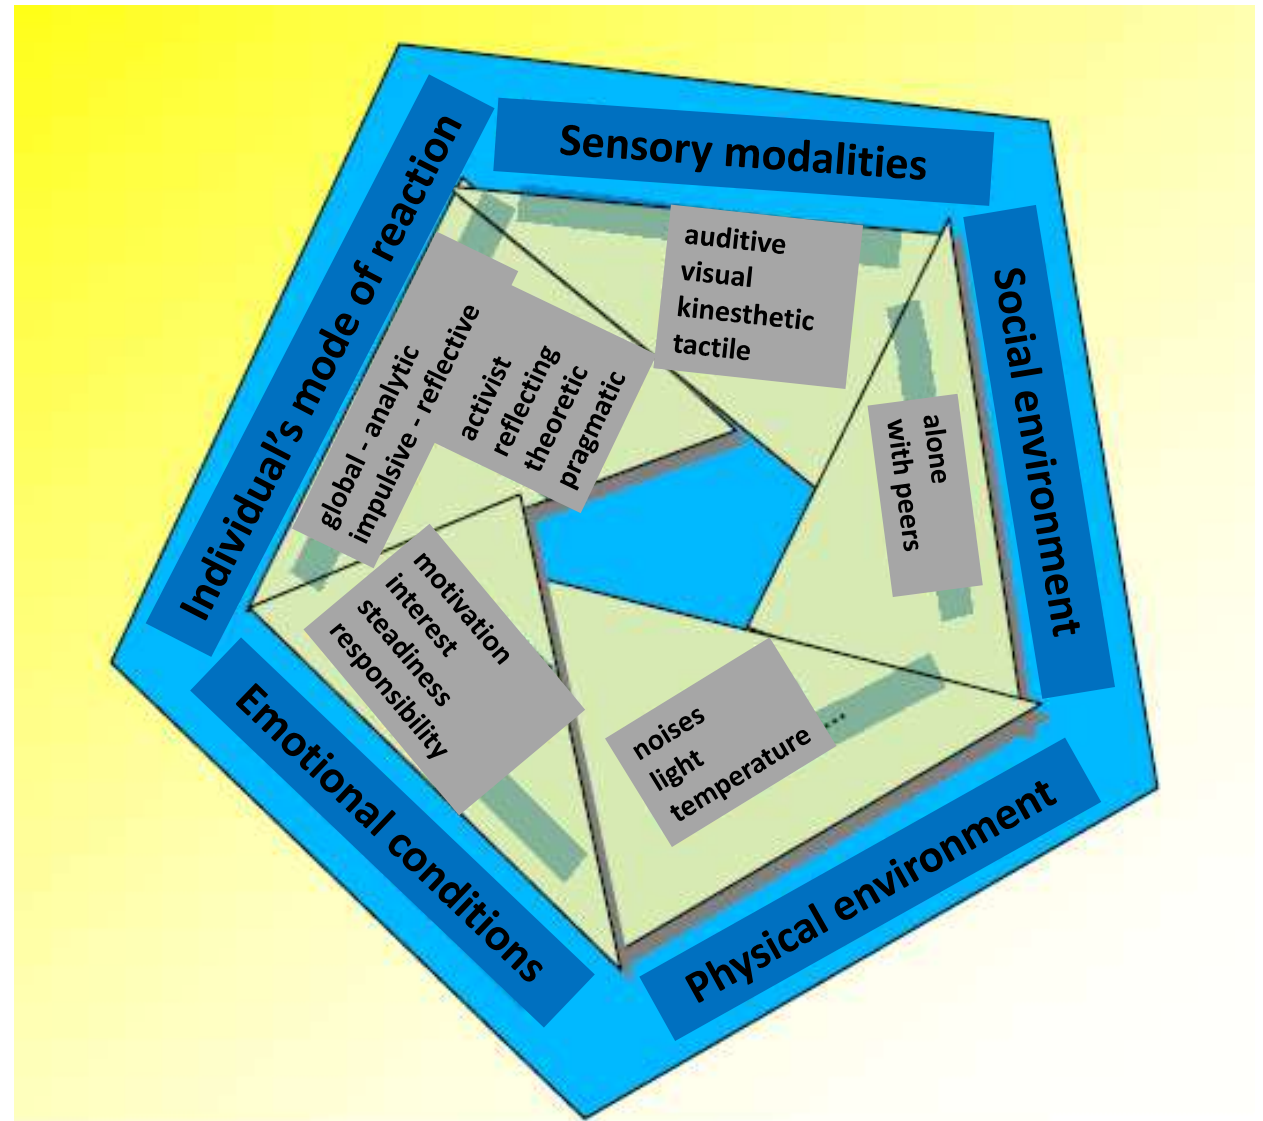 Sensory modalities
auditive
visual
kinesthetic
tactile
Social environment
alone
with peers
Physical environment
noises
light
temperature
...
Emotional conditions
motivation
interest
steadiness
responsibility
Individual's mode of reaction
global - analytic
impulsive - reflective
activist
reflecting
theoretic
pragmatic